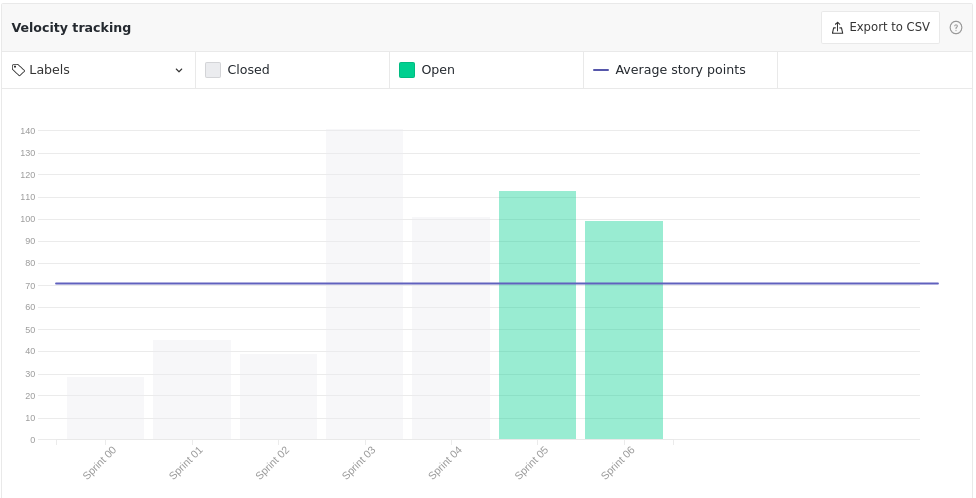 Velocity tracking
Export to CSV
?
Labels
Closed
Open
Average story points
140
130
120
110
100
90
80
70
60
50
40
30
20
10
0
Sprint 00
Sprint 01
Sprint 02
Sprint 03
Sprint 04
Sprint 05
Sprint 06